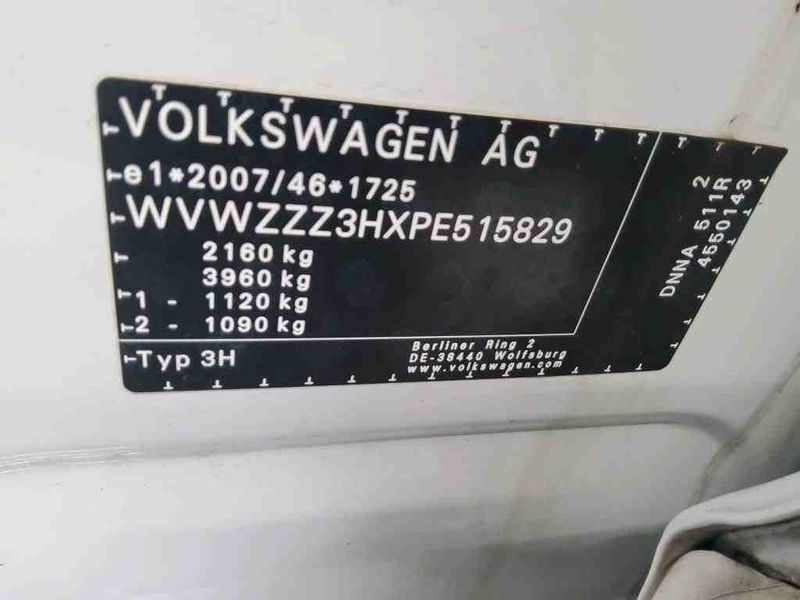 VOLKSWAGEN AG
e1*2007/46*1725
WVWZZZ3HXPE515829
2160 kg
3960 kg
1 - 1120 kg
2 - 1090 kg
Typ 3H
Berliner Ring 2
DE-38440 Wolfsburg
www.volkswagen.com
DNNA 511R 2
4550143